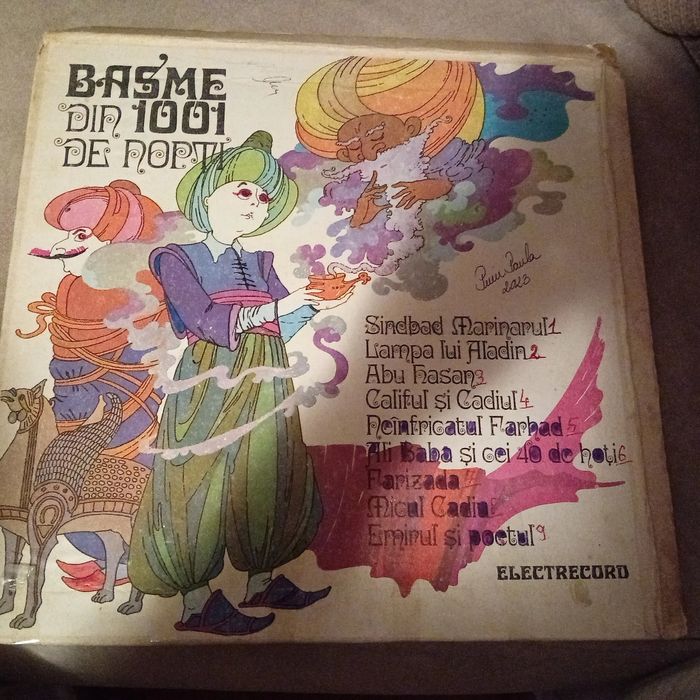 BASME
DIN 1001
DE NOPȚI
2023
Sindbad Marinarul 1
Lampa lui Aladin 2
Abu Hasan 3
Califul și Cadiul 4
Neînfricatul Farhad 5
Ali Baba și cei 40 de hoți 6
Farizada
Micul Cadiu
Emirul și poetul 9
ELECTRECORD